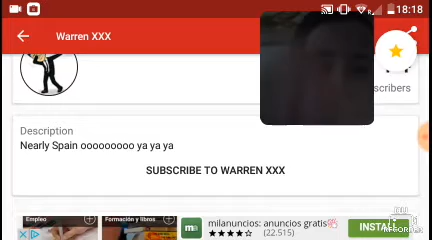 18:18
Warren XXX
scribers
Description
Nearly Spain ooooooooo ya ya ya
SUBSCRIBE TO WARREN XXX
Empleo
Formación y libros
milanuncios: anuncios gratis
(22.515)
INSTALL